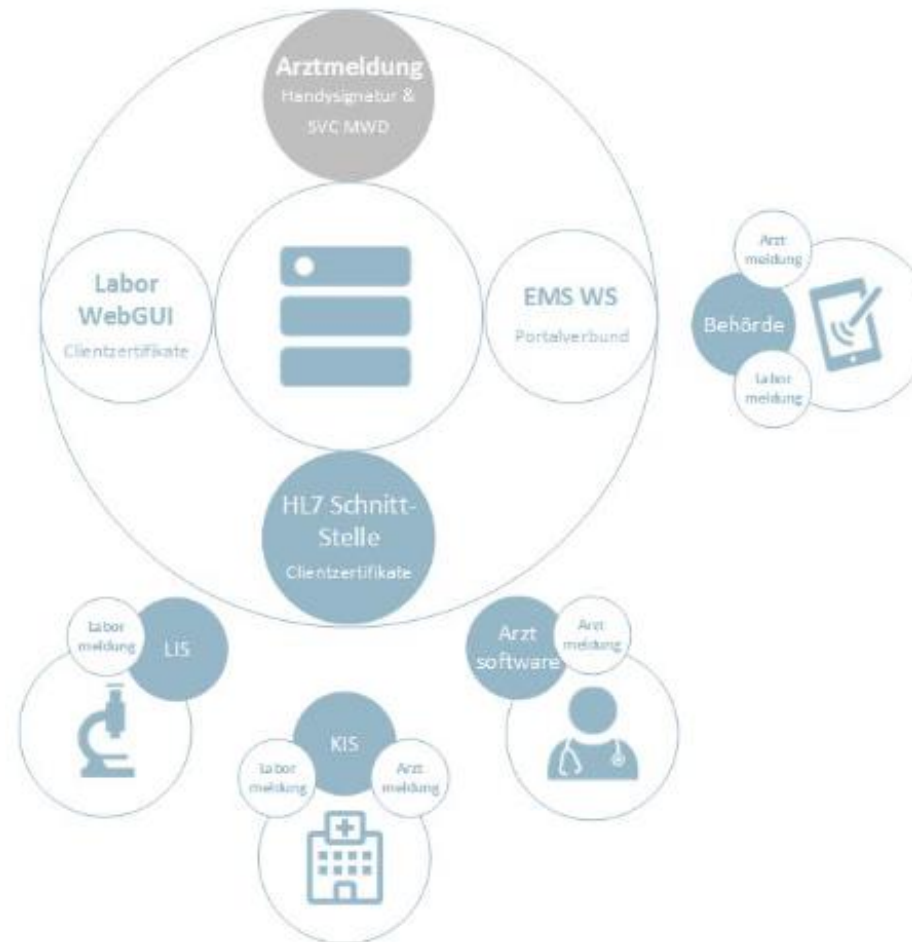 Arztmeldung
Handysignatur &
SVC MWD
Labor
WebGUI
Clientzertifikate
EMS WS
Portalverbund
Arzt
meldung
Behörde
Labor
meldung
HL7 Schnitt-
Stelle
Clientzertifikate
Labor
meldung
LIS
Arzt
software
Arzt
meldung
KIS
Labor
meldung
Arzt
meldung